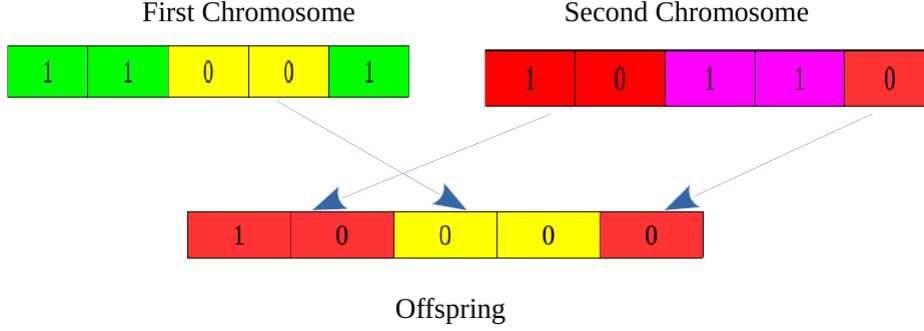 First Chromosome
Second Chromosome
1 1 0 0 1
1 0 1 1 0
1 0 0 0 0
Offspring